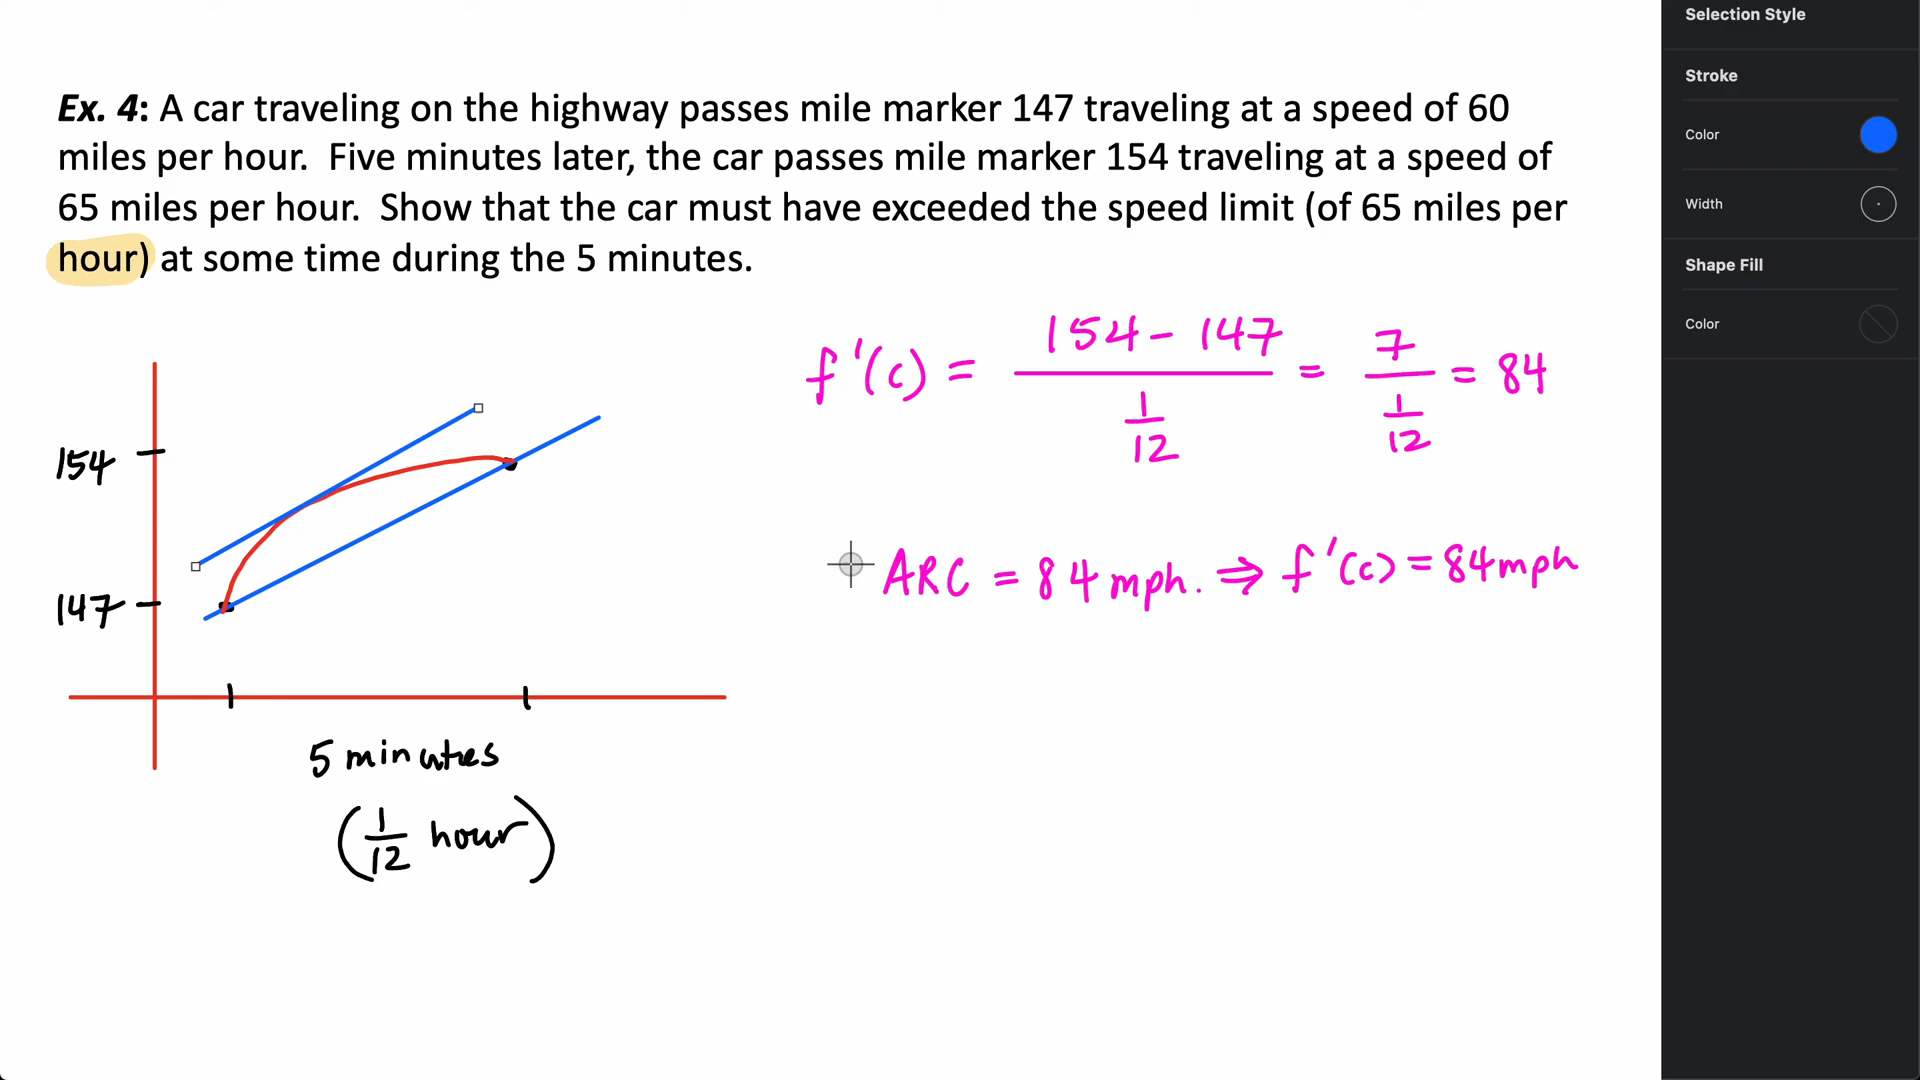 Ex. 4: A car traveling on the highway passes mile marker 147 traveling at a speed of 60
miles per hour. Five minutes later, the car passes mile marker 154 traveling at a speed of
65 miles per hour. Show that the car must have exceeded the speed limit (of 65 miles per
hour) at some time during the 5 minutes.
f'(c) = (154 - 147)/(1/12) = 7/(1/12) = 84
ARC = 84 mph. ⇒ f'(c) = 84 mph
154
147
5 minutes
(1/12 hour)
Selection Style
Stroke
Color
Width
Shape Fill
Color